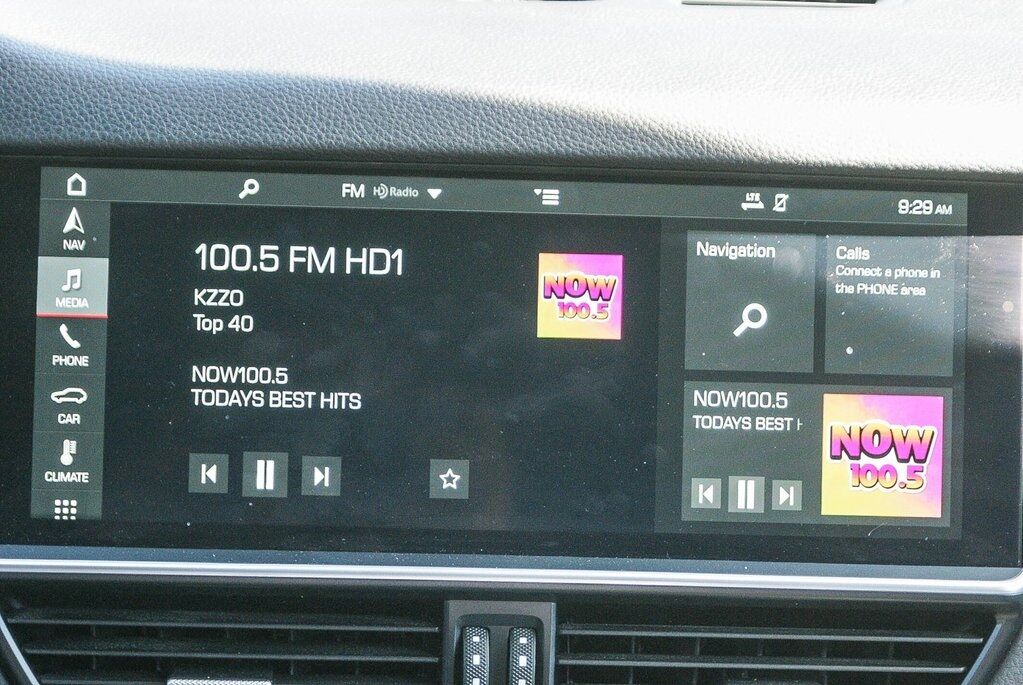 FM HD Radio
LTE
9:29 AM
NAV
MEDIA
PHONE
CAR
CLIMATE
100.5 FM HD1
KZZO
Top 40
NOW100.5
TODAYS BEST HITS
NOW
100.5
Navigation
Calls
Connect a phone in
the PHONE area
NOW100.5
TODAYS BEST H
NOW
100.5